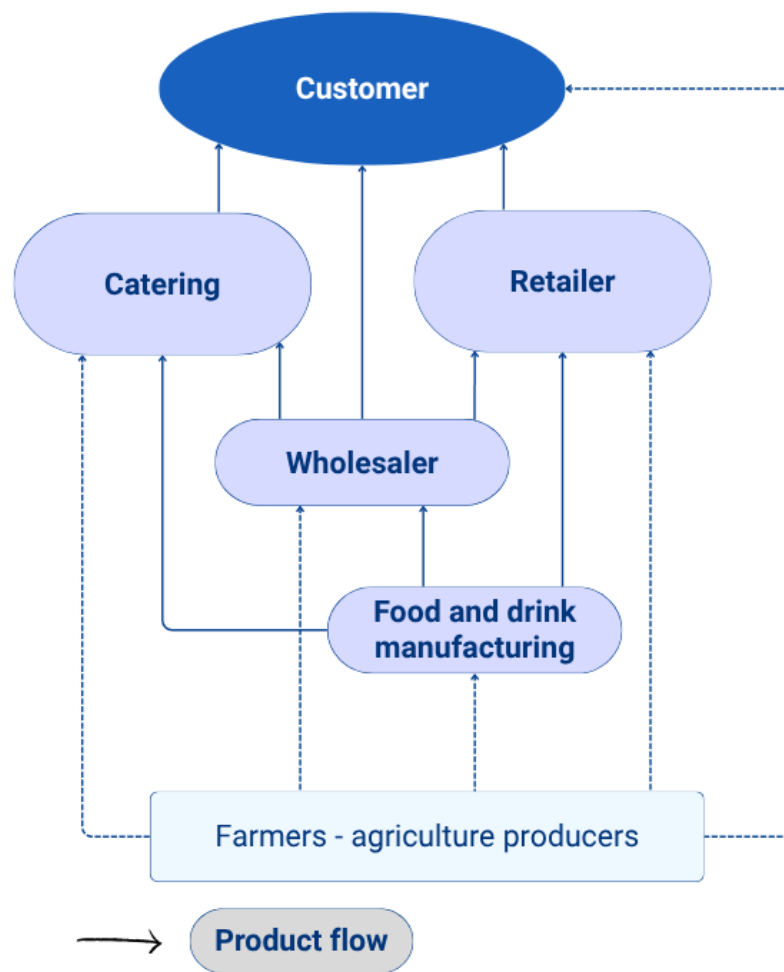 Customer
Catering
Retailer
Wholesaler
Food and drink
manufacturing
Farmers - agriculture producers
Product flow